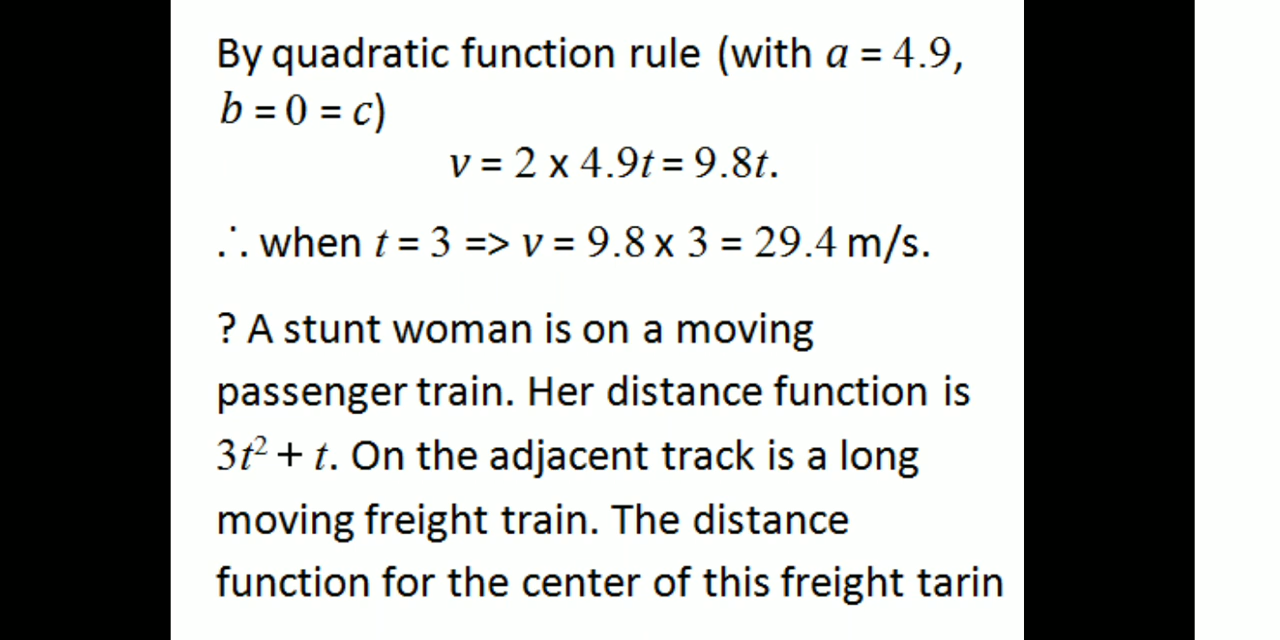 By quadratic function rule (with a = 4.9,
b = 0 = c)
v = 2 x 4.9t = 9.8t.
∴ when t = 3 => v = 9.8 x 3 = 29.4 m/s.
? A stunt woman is on a moving
passenger train. Her distance function is
3t² + t. On the adjacent track is a long
moving freight train. The distance
function for the center of this freight tarin